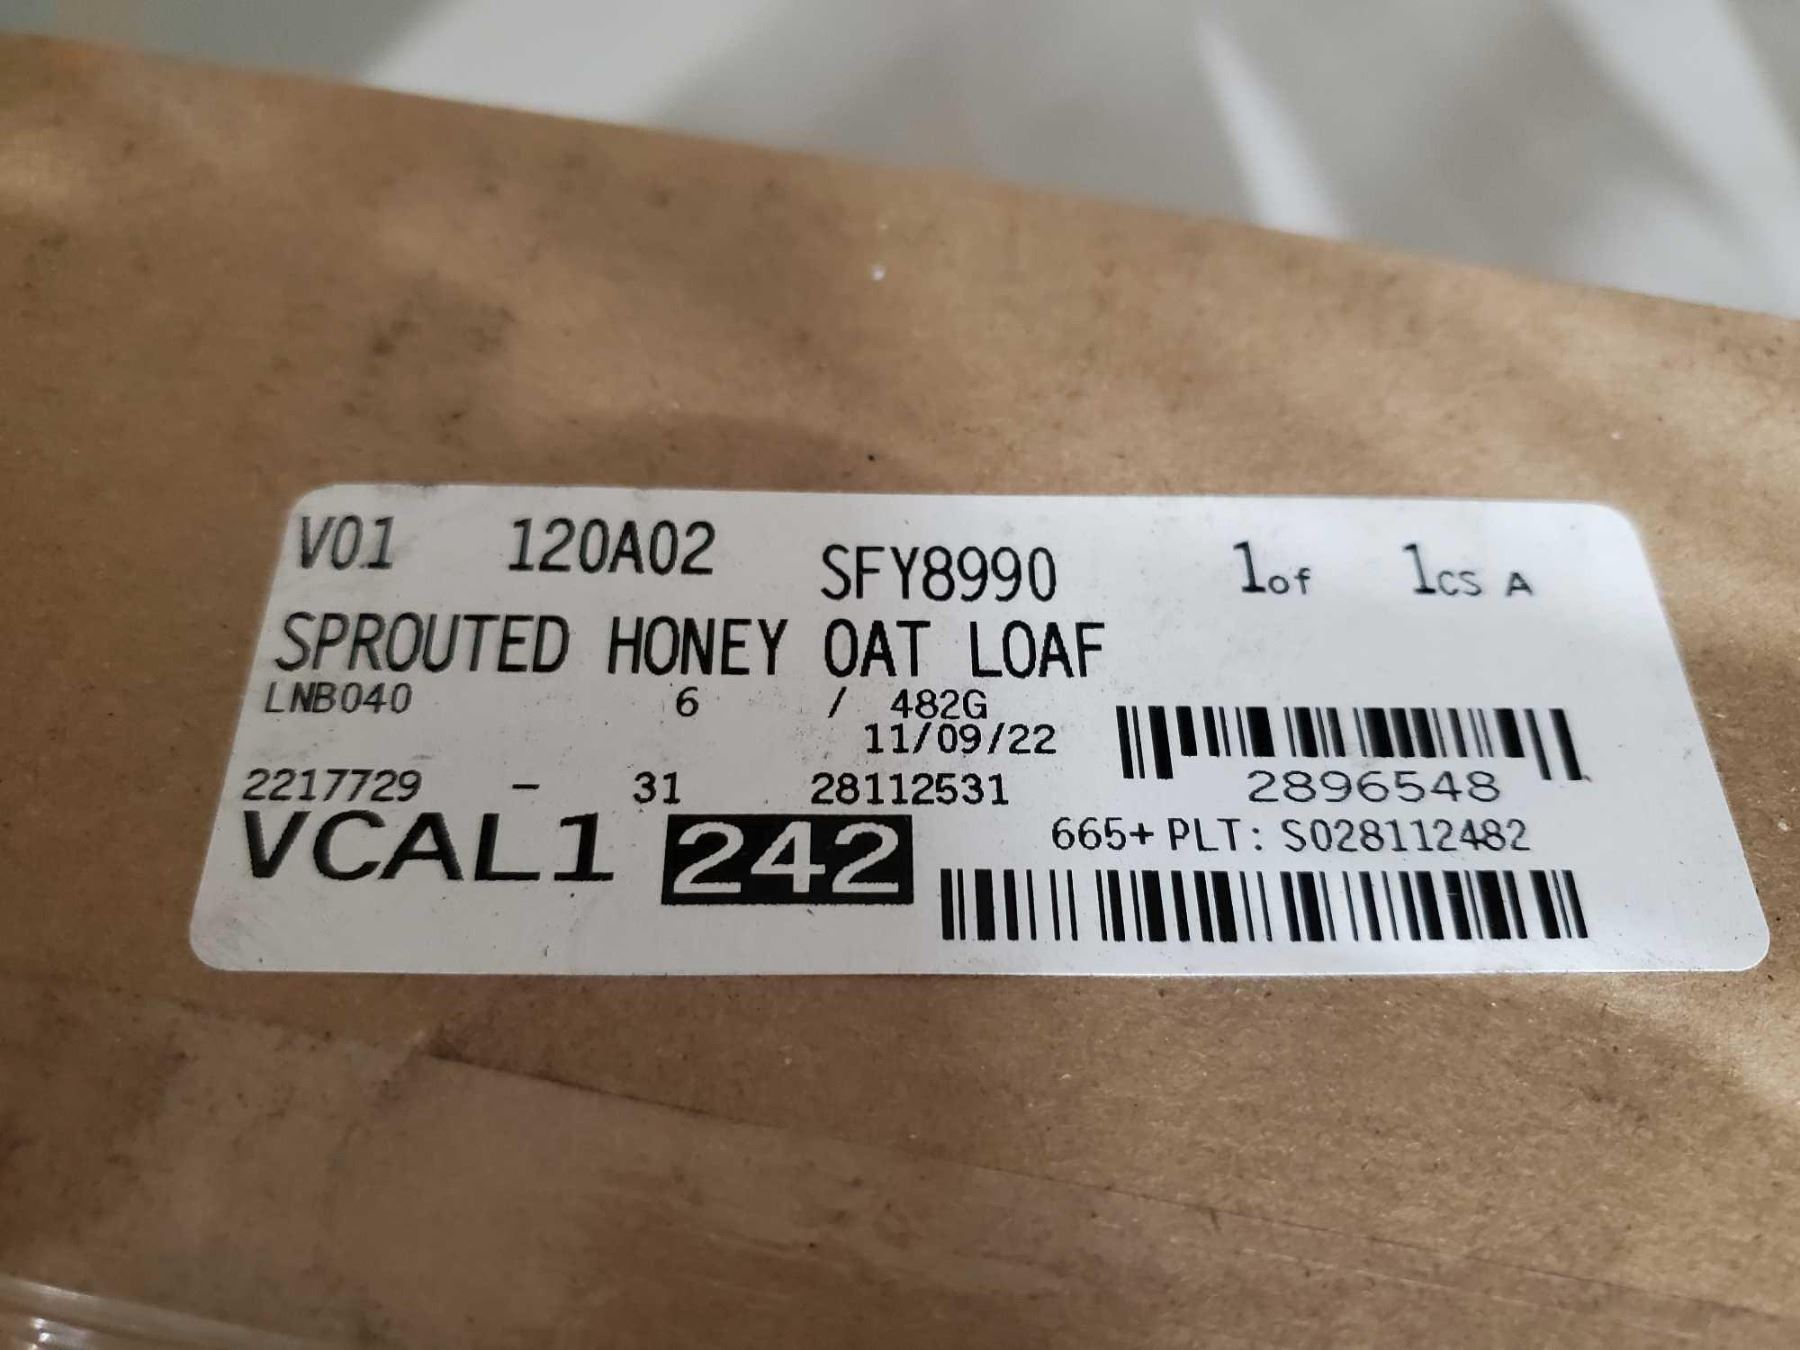 V01 120A02 SFY8990 1of 1CS A
SPROUTED HONEY OAT LOAF
LNB040 6 / 482G
11/09/22
2217729 - 31 28112531 2896548
VCAL1 242 665+ PLT: S028112482